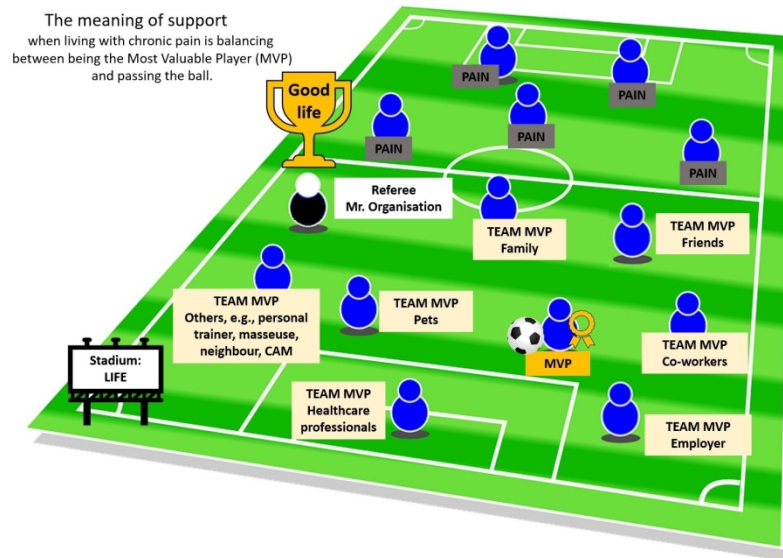 The meaning of support
when living with chronic pain is balancing
between being the Most Valuable Player (MVP)
and passing the ball.
Good
life
PAIN
PAIN
PAIN
PAIN
PAIN
Referee
Mr. Organisation
TEAM MVP
Family
TEAM MVP
Friends
TEAM MVP
Others, e.g., personal
trainer, masseuse,
neighbour, CAM
TEAM MVP
Pets
MVP
TEAM MVP
Co-workers
Stadium:
LIFE
TEAM MVP
Healthcare
professionals
TEAM MVP
Employer